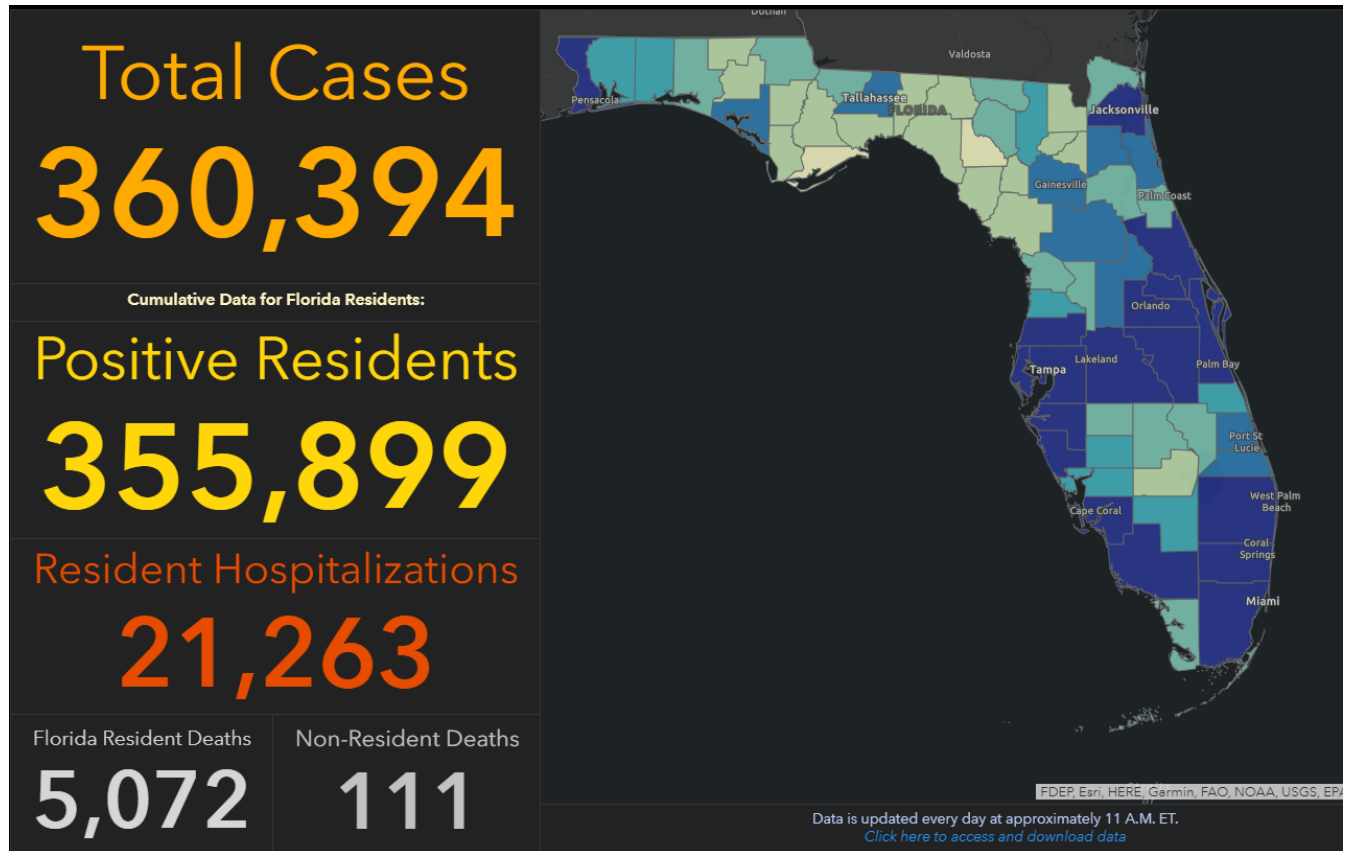 Total Cases
360,394
Cumulative Data for Florida Residents:
Positive Residents
355,899
Resident Hospitalizations
21,263
Florida Resident Deaths
5,072
Non-Resident Deaths
111
Dothan
Valdosta
Pensacola
Tallahassee
FLORIDA
Jacksonville
Gainesville
Palm Coast
Orlando
Lakeland
Tampa
Palm Bay
Port St
Lucie
West Palm
Beach
Cape Coral
Coral
Springs
Miami
FDEP, Esri, HERE, Garmin, FAO, NOAA, USGS, EPA
Data is updated every day at approximately 11 A.M. ET.
Click here to access and download data